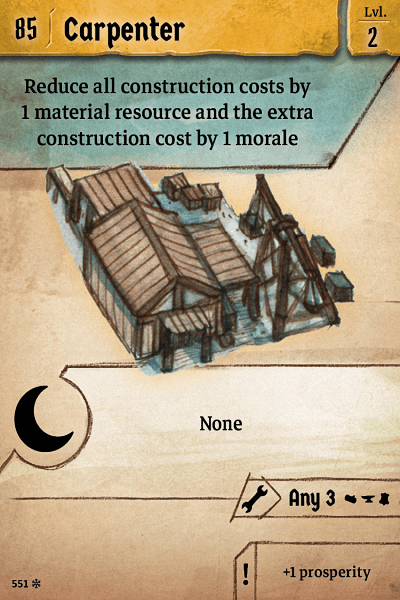 85 Carpenter
Lvl.
2
Reduce all construction costs by
1 material resource and the extra
construction cost by 1 morale
None
Any 3
! +1 prosperity
551